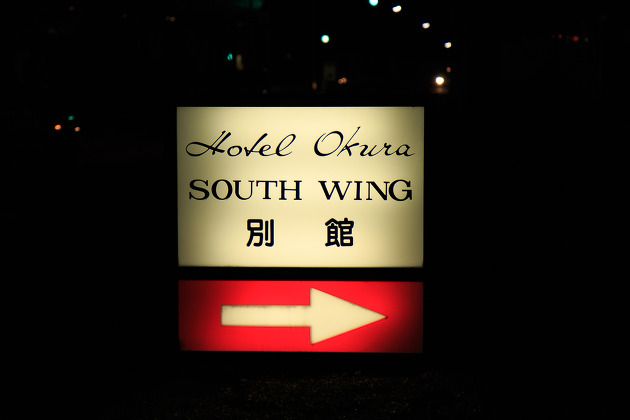 Hotel Okura
SOUTH WING
別 館